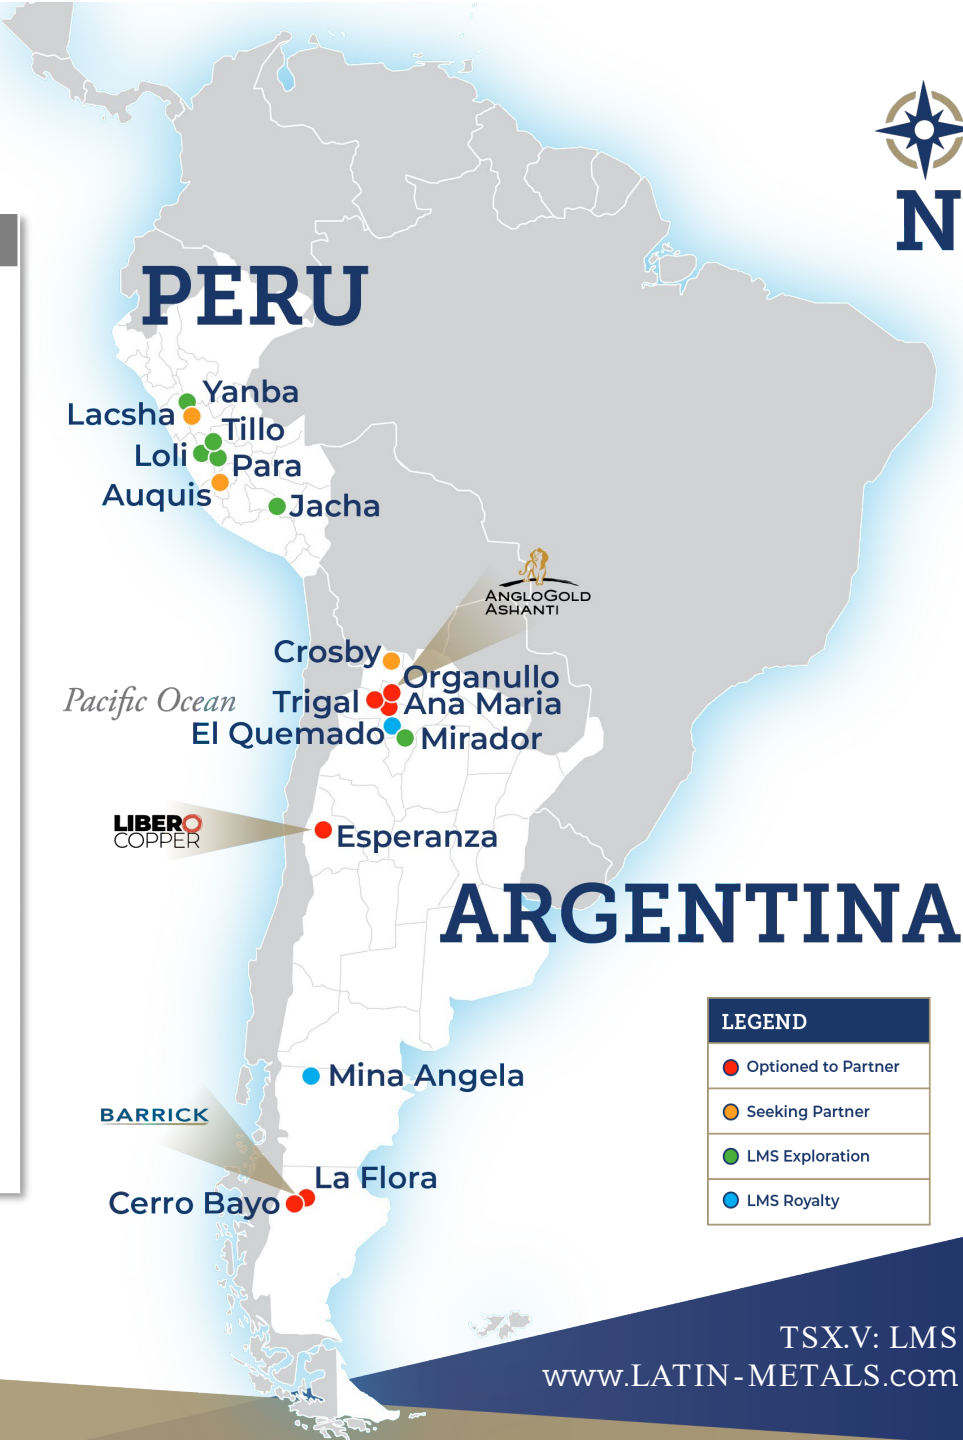 N
PERU
Yanba
Lacsha
Tillo
Loli
Para
Auquis
Jacha
ANGLOGOLD
ASHANTI
Crosby
Organullo
Pacific Ocean
Trigal
Ana Maria
El Quemado
Mirador
LIBERO
COPPER
Esperanza
ARGENTINA
LEGEND
Optioned to Partner
Seeking Partner
LMS Exploration
LMS Royalty
Mina Angela
BARRICK
La Flora
Cerro Bayo
TSX.V: LMS
www.LATIN-METALS.com